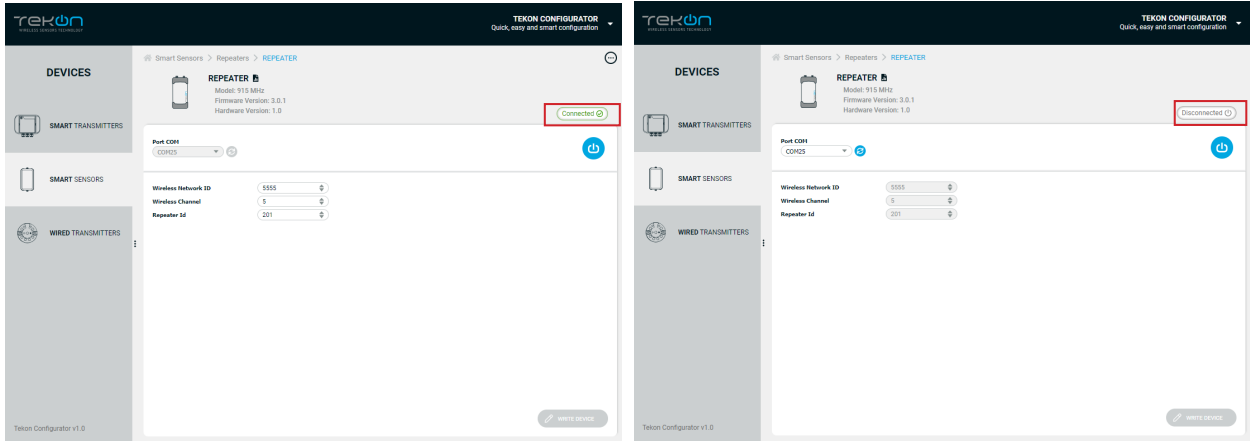 TEKON
WIRELESS SENSORS TECHNOLOGY
TEKON CONFIGURATOR
Quick, easy and smart configuration
DEVICES
SMART TRANSMITTERS
SMART SENSORS
WIRED TRANSMITTERS
Tekon Configurator v1.0
Smart Sensors > Repeaters > REPEATER
REPEATER
Model: 915 MHz
Firmware Version: 3.0.1
Hardware Version: 1.0
Connected
Port COM
COM25
Wireless Network ID 5555
Wireless Channel 5
Repeater Id 201
WRITE DEVICE
TEKON
WIRELESS SENSORS TECHNOLOGY
TEKON CONFIGURATOR
Quick, easy and smart configuration
DEVICES
SMART TRANSMITTERS
SMART SENSORS
WIRED TRANSMITTERS
Tekon Configurator v1.0
Smart Sensors > Repeaters > REPEATER
REPEATER
Model: 915 MHz
Firmware Version: 3.0.1
Hardware Version: 1.0
Disconnected
Port COM
COM25
Wireless Network ID 5555
Wireless Channel 5
Repeater Id 201
WRITE DEVICE